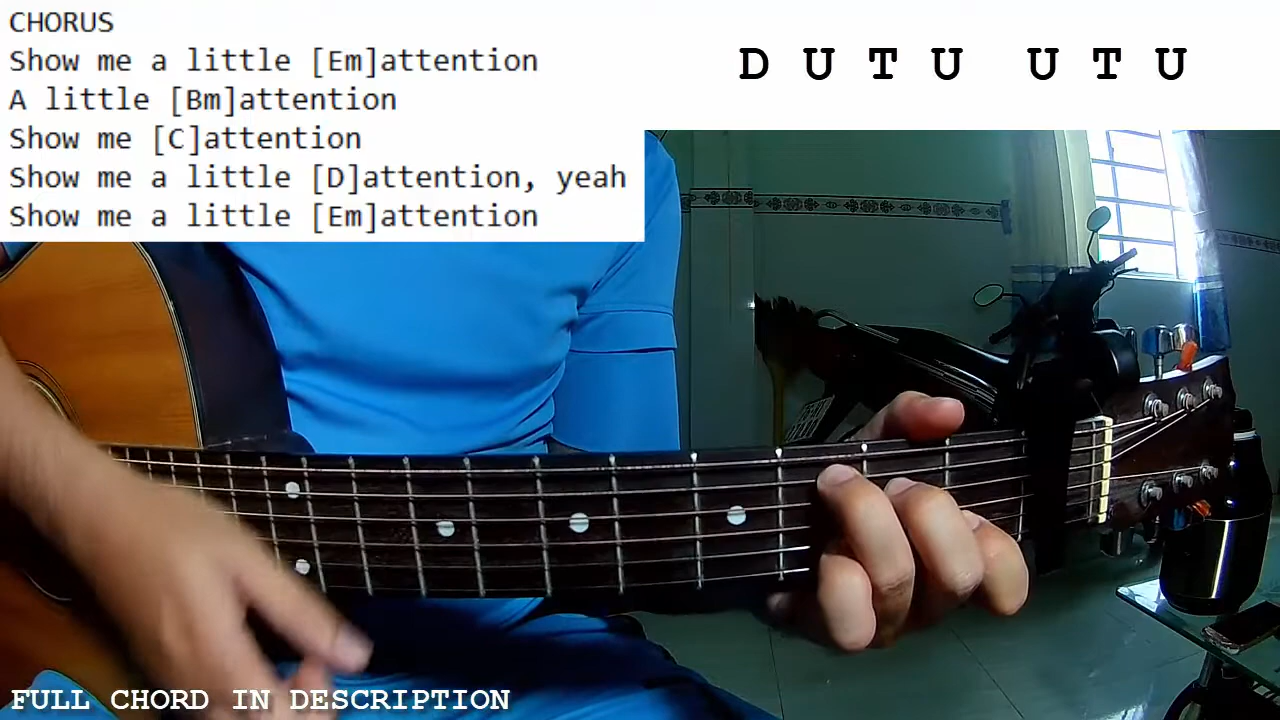 CHORUS
Show me a little [Em]attention
A little [Bm]attention
Show me [C]attention
Show me a little [D]attention, yeah
Show me a little [Em]attention
D U T U  U T U
FULL CHORD IN DESCRIPTION